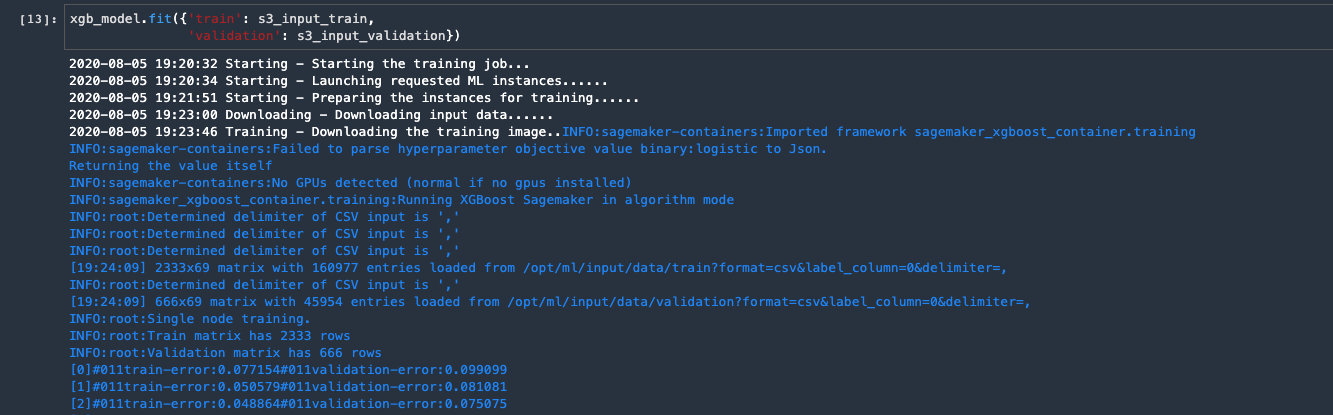 [13]: xgb_model.fit({'train': s3_input_train,
'validation': s3_input_validation})
2020-08-05 19:20:32 Starting - Starting the training job...
2020-08-05 19:20:34 Starting - Launching requested ML instances......
2020-08-05 19:21:51 Starting - Preparing the instances for training......
2020-08-05 19:23:00 Downloading - Downloading input data......
2020-08-05 19:23:46 Training - Downloading the training image..INFO:sagemaker-containers:Imported framework sagemaker_xgboost_container.training
INFO:sagemaker-containers:Failed to parse hyperparameter objective value binary:logistic to Json.
Returning the value itself
INFO:sagemaker-containers:No GPUs detected (normal if no gpus installed)
INFO:sagemaker_xgboost_container.training:Running XGBoost Sagemaker in algorithm mode
INFO:root:Determined delimiter of CSV input is ','
INFO:root:Determined delimiter of CSV input is ','
INFO:root:Determined delimiter of CSV input is ','
[19:24:09] 2333x69 matrix with 160977 entries loaded from /opt/ml/input/data/train?format=csv&label_column=0&delimiter=,
INFO:root:Determined delimiter of CSV input is ','
[19:24:09] 666x69 matrix with 45954 entries loaded from /opt/ml/input/data/validation?format=csv&label_column=0&delimiter=,
INFO:root:Single node training.
INFO:root:Train matrix has 2333 rows
INFO:root:Validation matrix has 666 rows
[0]#011train-error:0.077154#011validation-error:0.099099
[1]#011train-error:0.050579#011validation-error:0.081081
[2]#011train-error:0.048864#011validation-error:0.075075